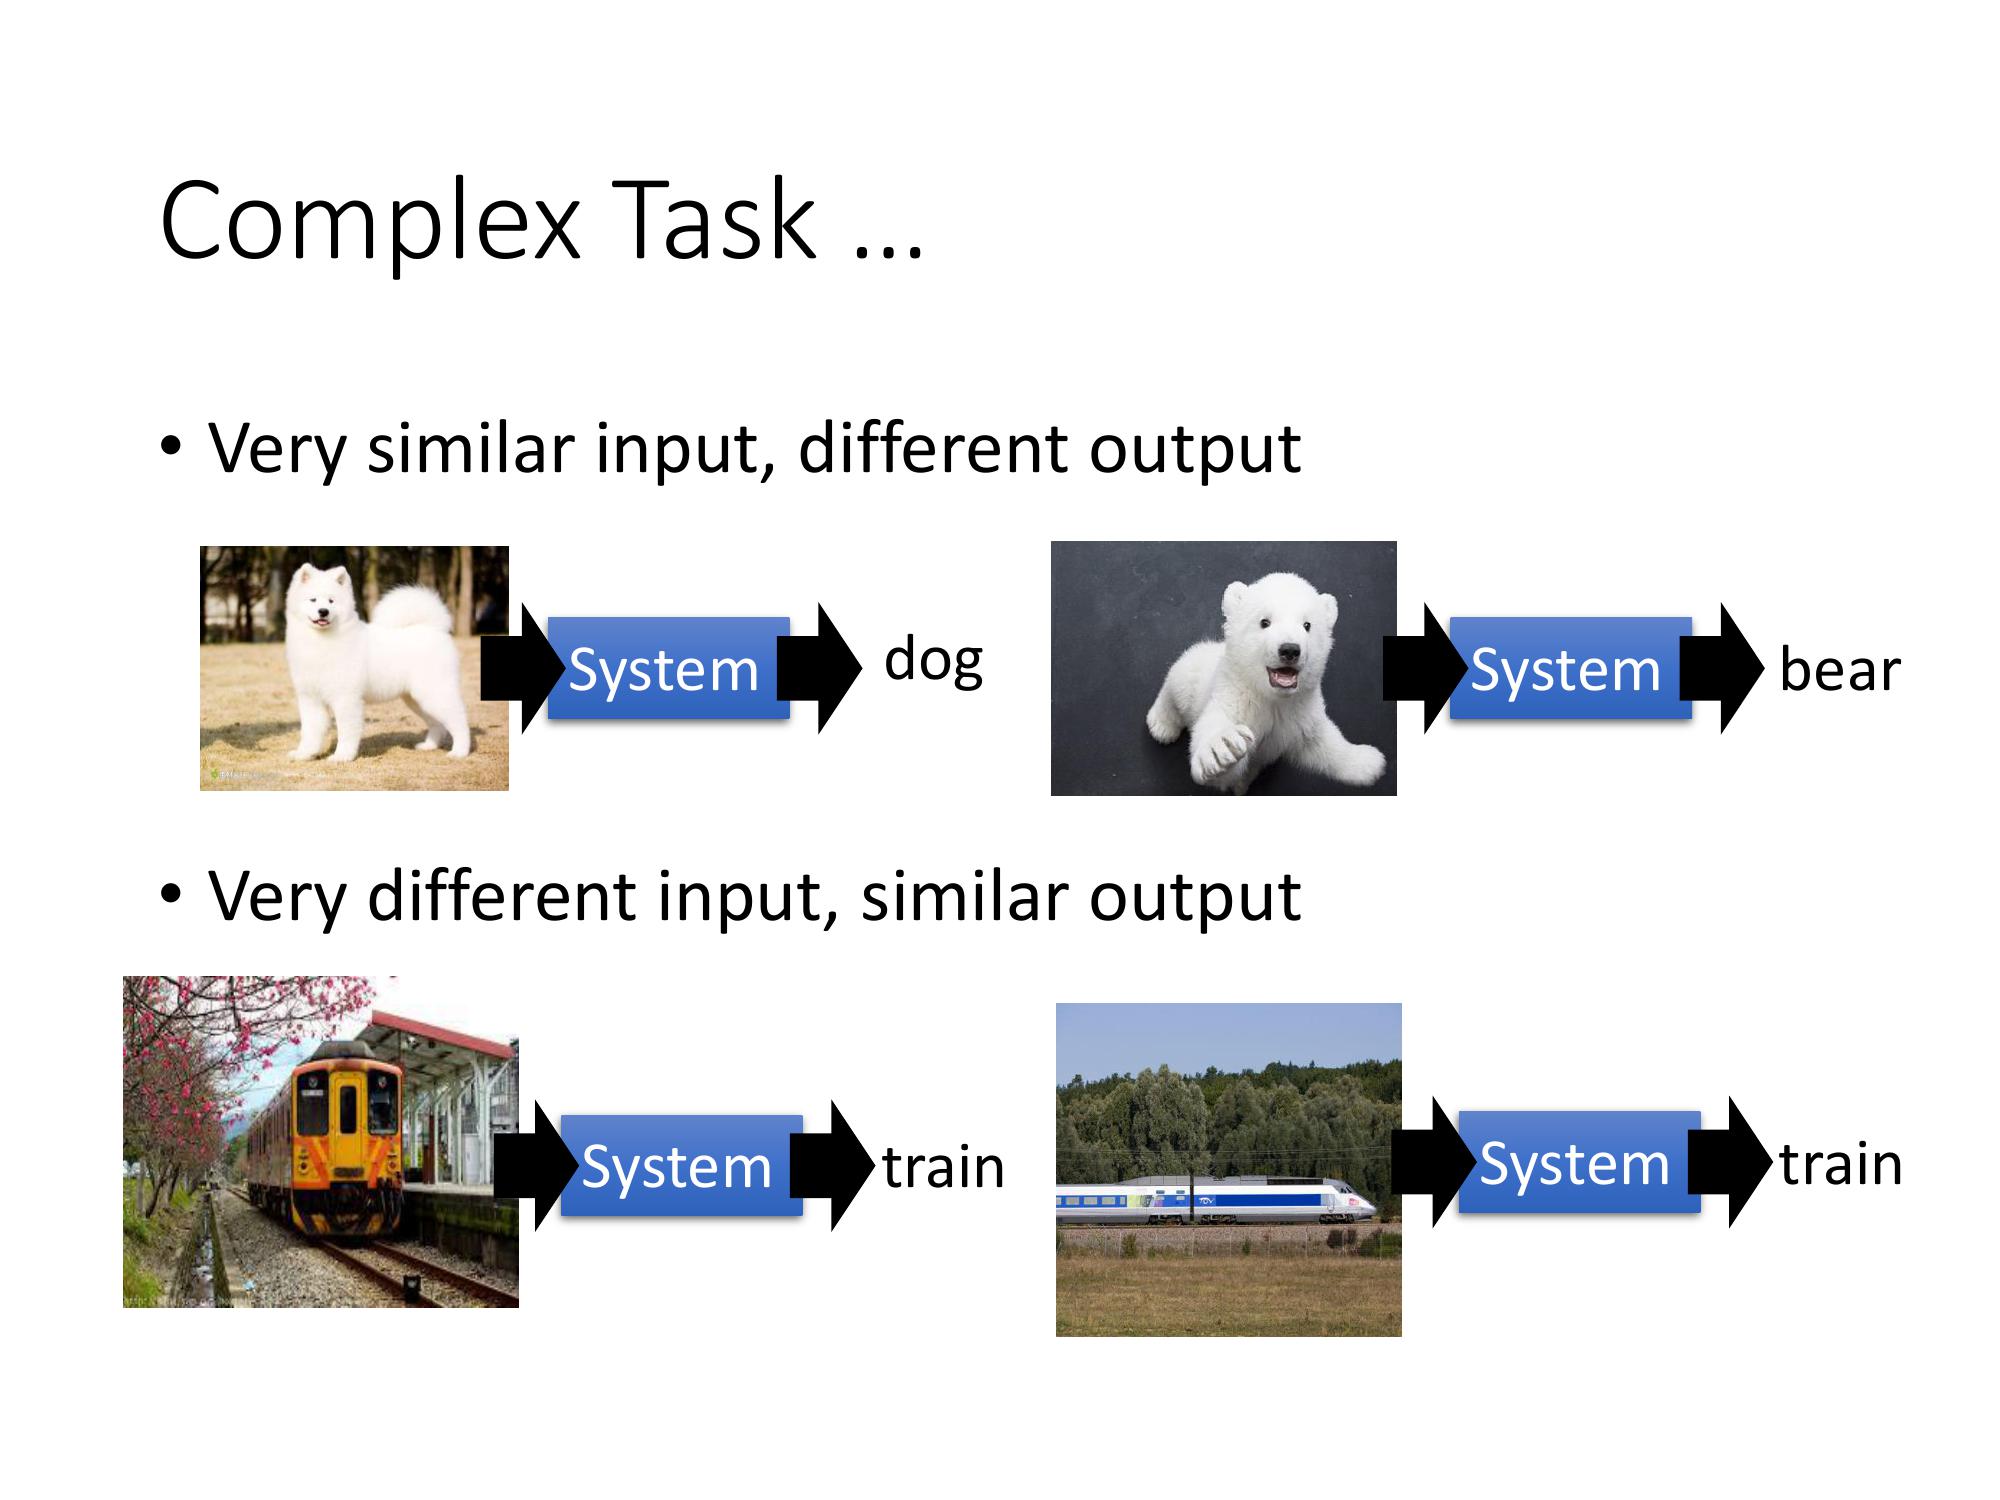 Complex Task ...
• Very similar input, different output
System
dog
System
bear
• Very different input, similar output
System
train
TGV
System
train